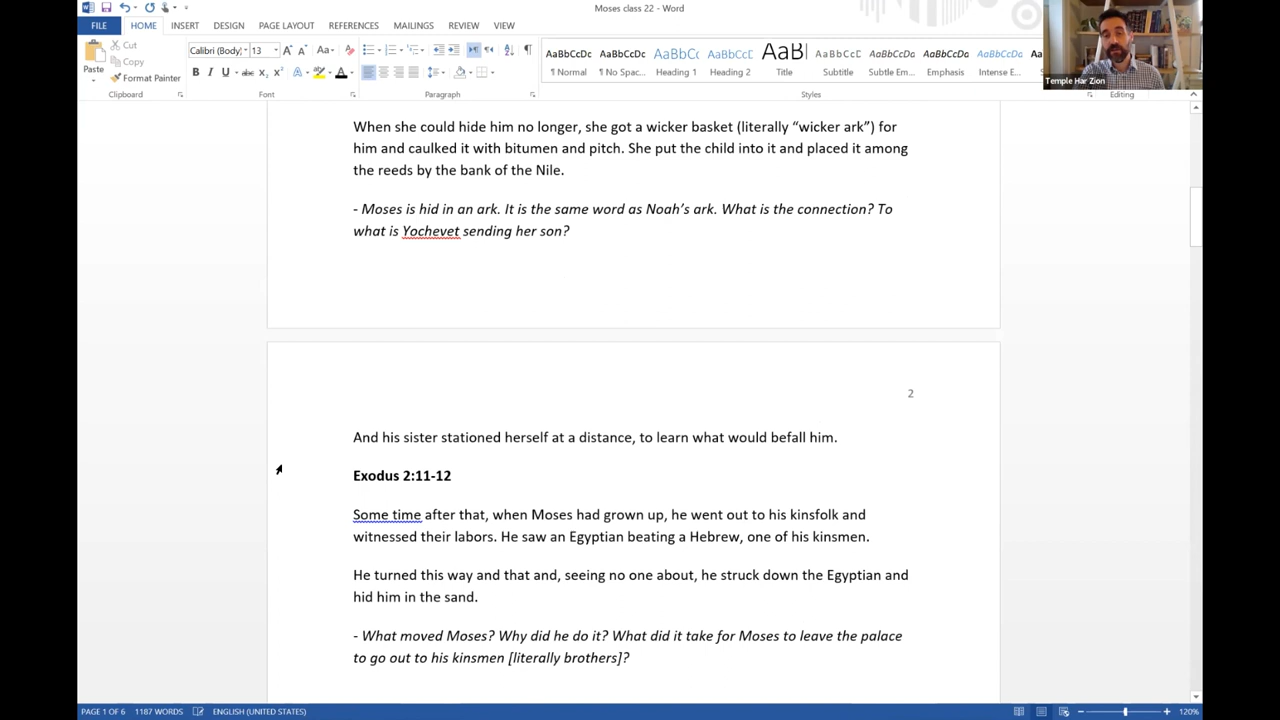 Moses class 22 - Word
FILE HOME INSERT DESIGN PAGE LAYOUT REFERENCES MAILINGS REVIEW VIEW
Cut
Copy
Paste
Format Painter
Calibri (Body) 13
AaBbCcDc AaBbCcDc AaBbCc AaBbCcD AaB AaBbCcD AaBbCcDc AaBbCcDc AaBbCcDc
¶ Normal ¶ No Spac... Heading 1 Heading 2 Title Subtitle Subtle Em... Emphasis Intense E...
Temple Har Zion
Clipboard Font Paragraph Styles Editing
When she could hide him no longer, she got a wicker basket (literally “wicker ark”) for
him and caulked it with bitumen and pitch. She put the child into it and placed it among
the reeds by the bank of the Nile.
- Moses is hid in an ark. It is the same word as Noah’s ark. What is the connection? To
what is Yochevet sending her son?
2
And his sister stationed herself at a distance, to learn what would befall him.
Exodus 2:11-12
Some time after that, when Moses had grown up, he went out to his kinsfolk and
witnessed their labors. He saw an Egyptian beating a Hebrew, one of his kinsmen.
He turned this way and that and, seeing no one about, he struck down the Egyptian and
hid him in the sand.
- What moved Moses? Why did he do it? What did it take for Moses to leave the palace
to go out to his kinsmen [literally brothers]?
PAGE 1 OF 6 1187 WORDS ENGLISH (UNITED STATES) 120%